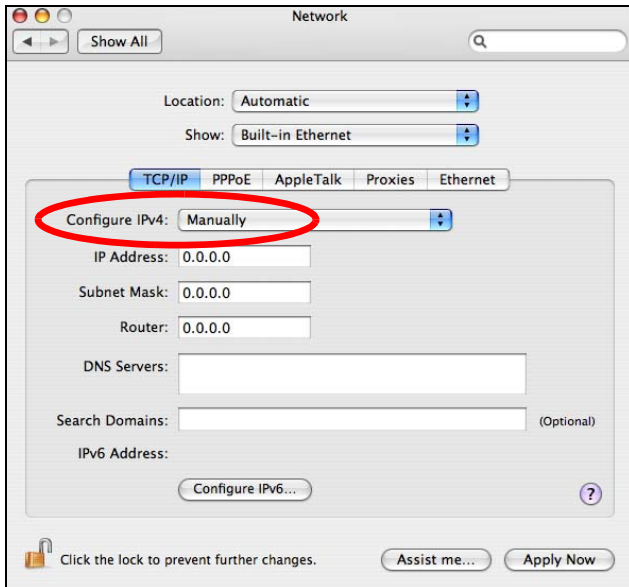 Network
Show All
Location: Automatic
Show: Built-in Ethernet
TCP/IP PPPoE AppleTalk Proxies Ethernet
Configure IPv4: Manually
IP Address: 0.0.0.0
Subnet Mask: 0.0.0.0
Router: 0.0.0.0
DNS Servers:
Search Domains: (Optional)
IPv6 Address:
Configure IPv6... ?
Click the lock to prevent further changes. Assist me... Apply Now